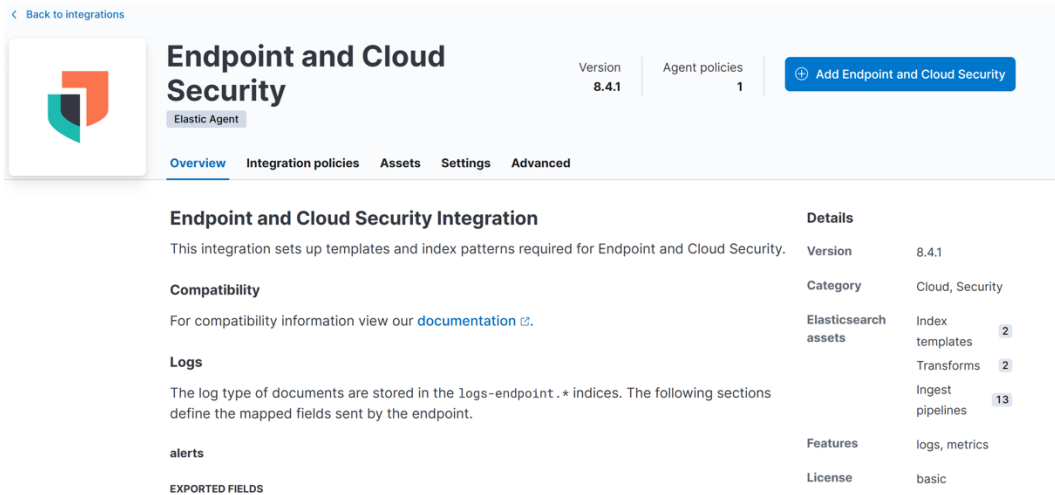 Back to integrations
Endpoint and Cloud
Security
Elastic Agent
Version
8.4.1
Agent policies
1
Add Endpoint and Cloud Security
Overview Integration policies Assets Settings Advanced
Endpoint and Cloud Security Integration
This integration sets up templates and index patterns required for Endpoint and Cloud Security.
Compatibility
For compatibility information view our documentation.
Logs
The log type of documents are stored in the logs-endpoint.* indices. The following sections
define the mapped fields sent by the endpoint.
alerts
EXPORTED FIELDS
Details
Version 8.4.1
Category Cloud, Security
Elasticsearch
assets
Index
templates 2
Transforms 2
Ingest
pipelines 13
Features logs, metrics
License basic